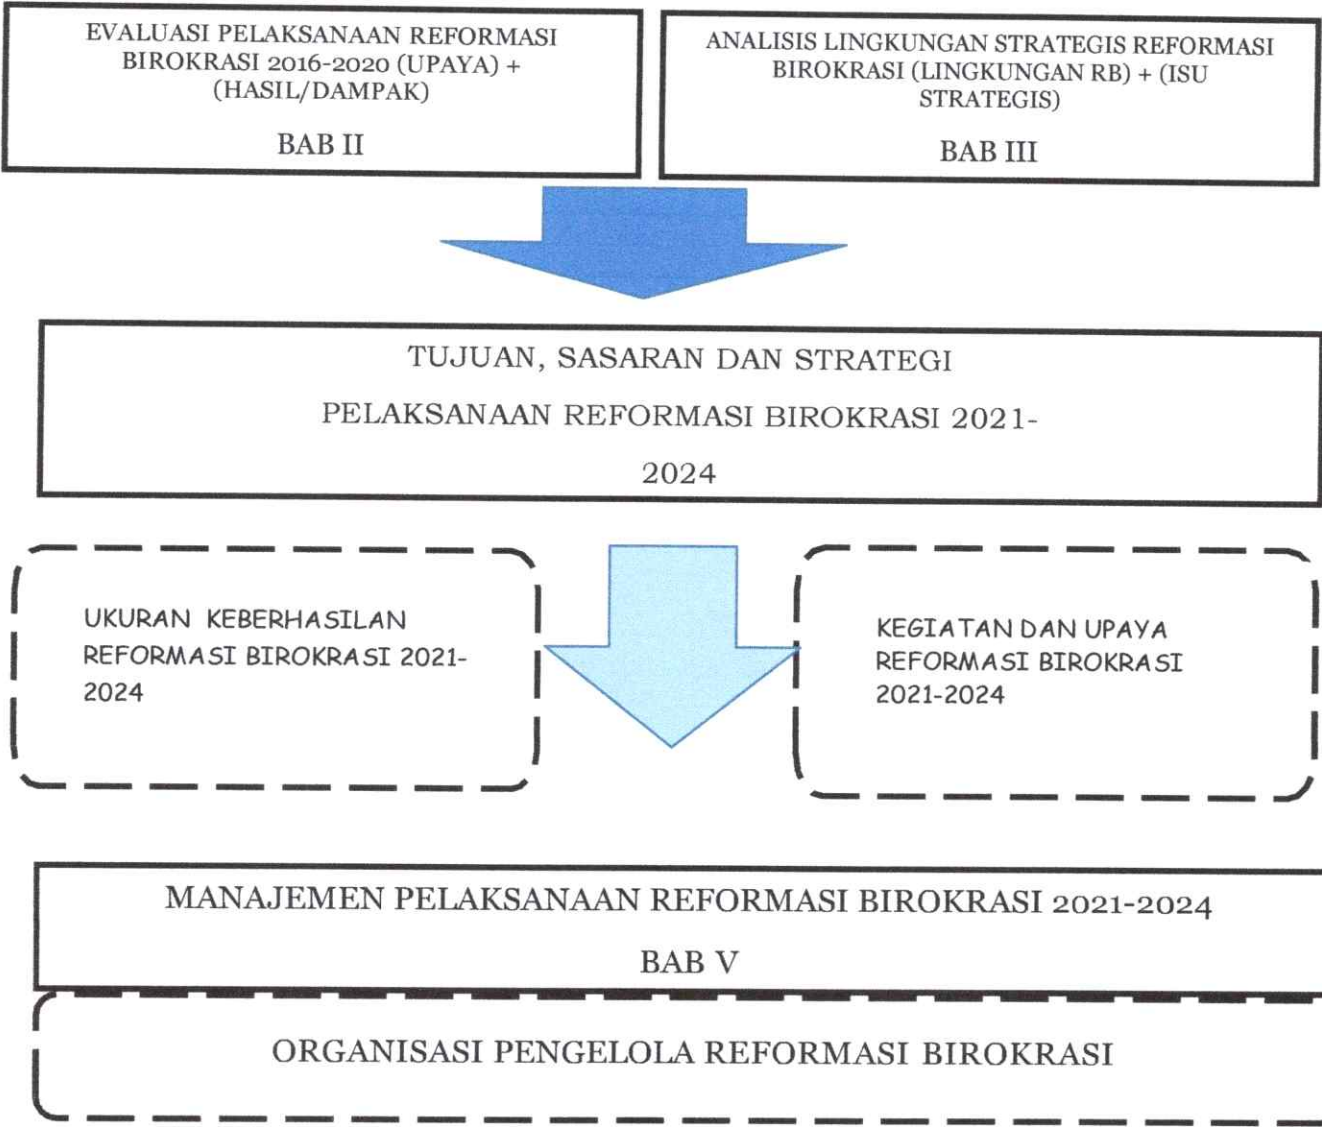 EVALUASI PELAKSANAAN REFORMASI
BIROKRASI 2016-2020 (UPAYA) +
(HASIL/DAMPAK)
BAB II
ANALISIS LINGKUNGAN STRATEGIS REFORMASI
BIROKRASI (LINGKUNGAN RB) + (ISU
STRATEGIS)
BAB III
TUJUAN, SASARAN DAN STRATEGI
PELAKSANAAN REFORMASI BIROKRASI 2021-
2024
UKURAN KEBERHASILAN
REFORMASI BIROKRASI 2021-
2024
KEGIATAN DAN UPAYA
REFORMASI BIROKRASI
2021-2024
MANAJEMEN PELAKSANAAN REFORMASI BIROKRASI 2021-2024
BAB V
ORGANISASI PENGELOLA REFORMASI BIROKRASI